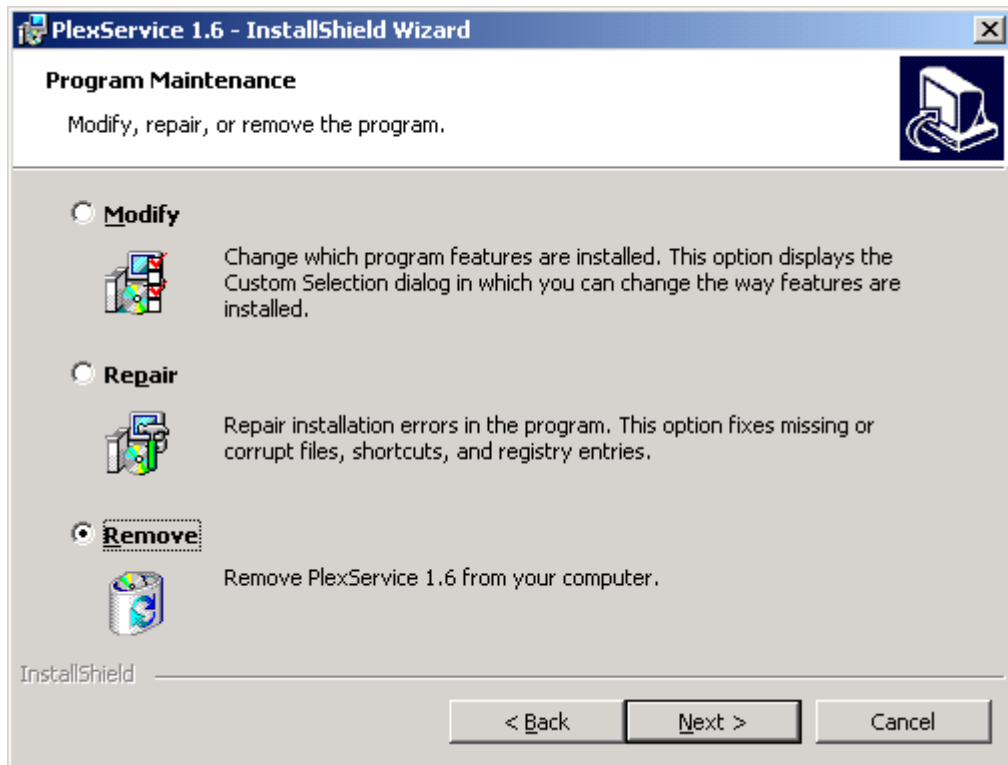 PlexService 1.6 - InstallShield Wizard
Program Maintenance
Modify, repair, or remove the program.
Modify
Change which program features are installed. This option displays the
Custom Selection dialog in which you can change the way features are
installed.
Repair
Repair installation errors in the program. This option fixes missing or
corrupt files, shortcuts, and registry entries.
Remove
Remove PlexService 1.6 from your computer.
InstallShield
< Back
Next >
Cancel